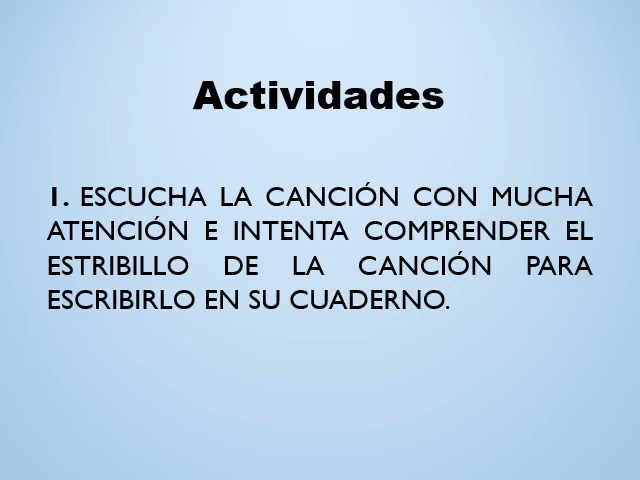 Actividades
1. ESCUCHA LA CANCIÓN CON MUCHA
ATENCIÓN E INTENTA COMPRENDER EL
ESTRIBILLO DE LA CANCIÓN PARA
ESCRIBIRLO EN SU CUADERNO.